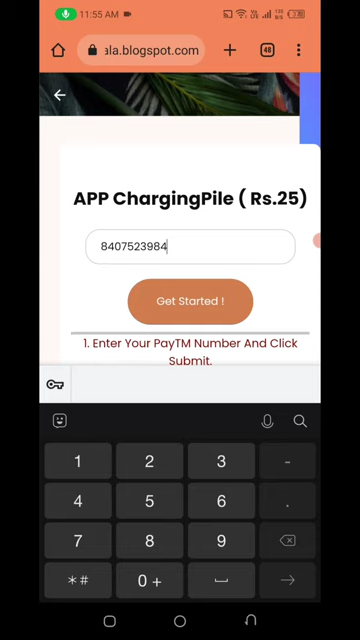 11:55 AM
ala.blogspot.com
48
APP ChargingPile ( Rs.25)
8407523984
Get Started !
1. Enter Your PayTM Number And Click
Submit.
1 2 3 -
4 5 6 .
7 8 9
*# 0 +